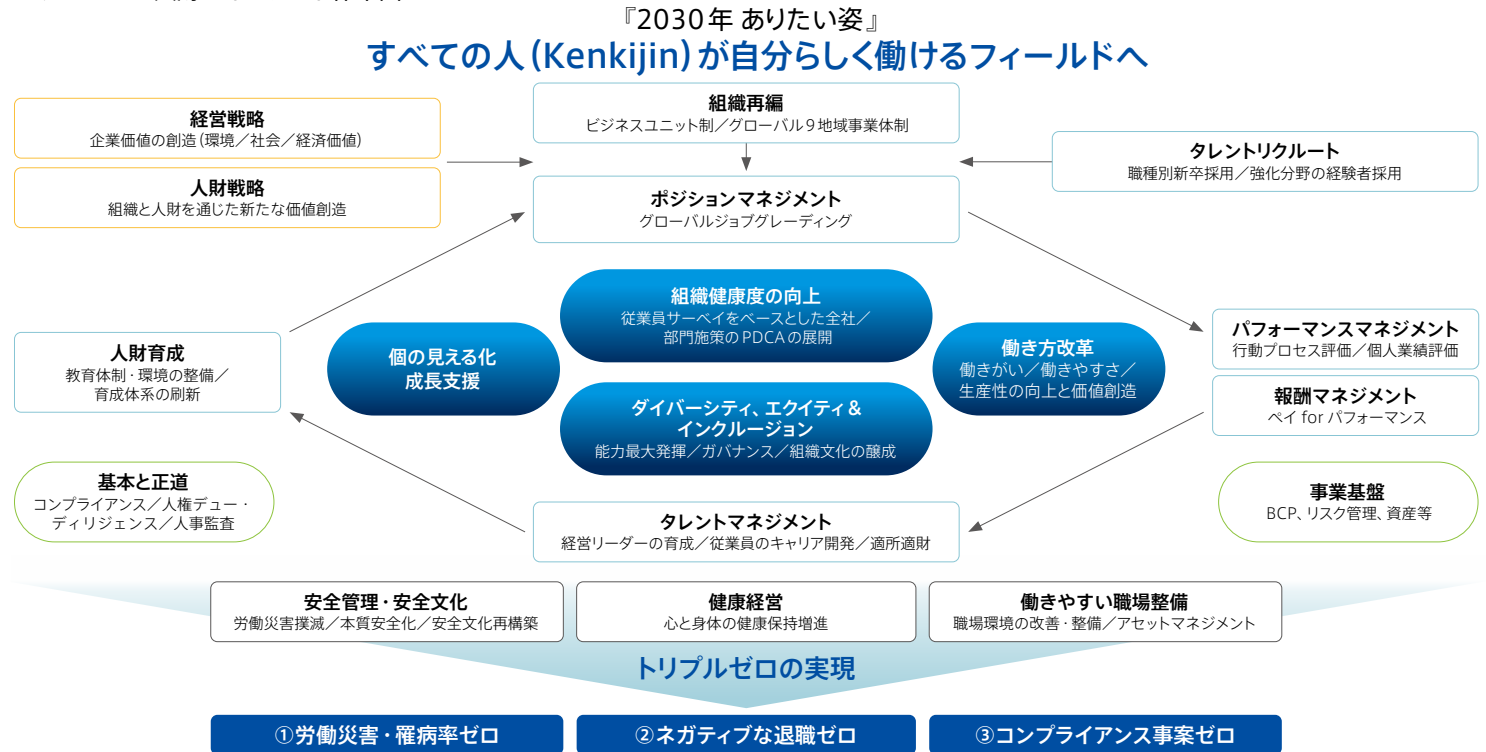 『2030年 ありたい姿』
すべての人(Kenkijin)が自分らしく働けるフィールドへ
経営戦略
企業価値の創造(環境／社会／経済価値)
人財戦略
組織と人財を通じた新たな価値創造
組織再編
ビジネスユニット制／グローバル9地域事業体制
タレントリクルート
職種別新卒採用／強化分野の経験者採用
ポジションマネジメント
グローバルジョブグレーディング
組織健康度の向上
従業員サーベイをベースとした全社／
部門施策のPDCAの展開
個の見える化
成長支援
働き方改革
働きがい／働きやすさ／
生産性の向上と価値創造
ダイバーシティ、エクイティ＆
インクルージョン
能力最大発揮／ガバナンス／組織文化の醸成
人財育成
教育体制・環境の整備／
育成体系の刷新
パフォーマンスマネジメント
行動プロセス評価／個人業績評価
報酬マネジメント
ペイ for パフォーマンス
基本と正道
コンプライアンス／人権デュー・
ディリジェンス／人事監査
事業基盤
BCP、リスク管理、資産等
タレントマネジメント
経営リーダーの育成／従業員のキャリア開発／適所適財
安全管理・安全文化
労働災害撲滅／本質安全化／安全文化再構築
健康経営
心と身体の健康保持増進
働きやすい職場整備
職場環境の改善・整備／アセットマネジメント
トリプルゼロの実現
①労働災害・罹病率ゼロ
②ネガティブな退職ゼロ
③コンプライアンス事案ゼロ